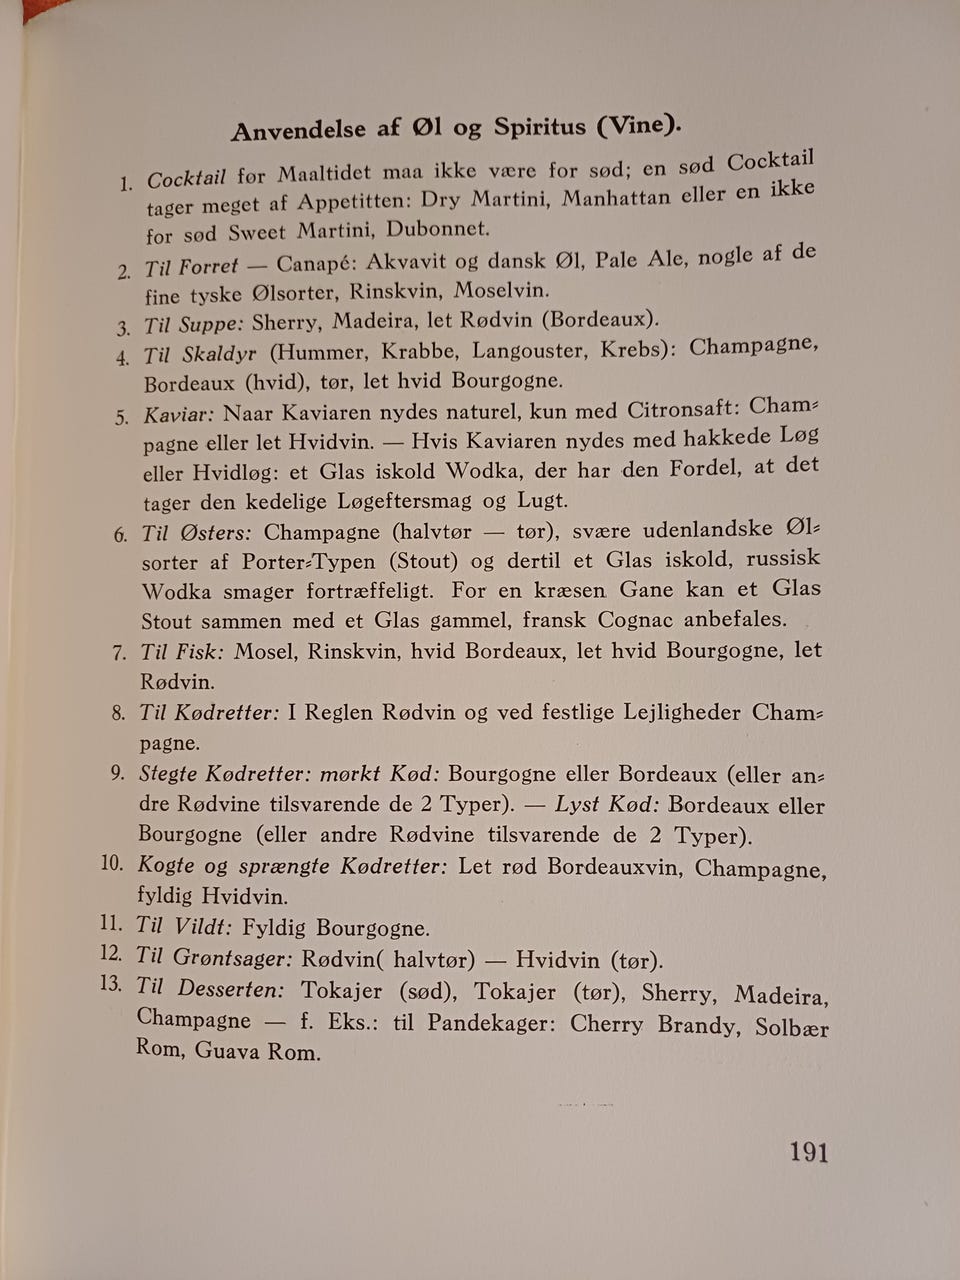 Anvendelse af Øl og Spiritus (Vine).
1. Cocktail før Maaltidet maa ikke være for sød; en sød Cocktail
tager meget af Appetitten: Dry Martini, Manhattan eller en ikke
for sød Sweet Martini, Dubonnet.
2. Til Forret — Canapé: Akvavit og dansk Øl, Pale Ale, nogle af de
fine tyske Ølsorter, Rinskvin, Moselvin.
3. Til Suppe: Sherry, Madeira, let Rødvin (Bordeaux).
4. Til Skaldyr (Hummer, Krabbe, Langouster, Krebs): Champagne,
Bordeaux (hvid), tør, let hvid Bourgogne.
5. Kaviar: Naar Kaviaren nydes naturel, kun med Citronsaft: Cham⸗
pagne eller let Hvidvin. — Hvis Kaviaren nydes med hakkede Løg
eller Hvidløg: et Glas iskold Wodka, der har den Fordel, at det
tager den kedelige Løgeftersmag og Lugt.
6. Til Østers: Champagne (halvtør — tør), svære udenlandske Øl⸗
sorter af Porter⸗Typen (Stout) og dertil et Glas iskold, russisk
Wodka smager fortræffeligt. For en kræsen Gane kan et Glas
Stout sammen med et Glas gammel, fransk Cognac anbefales.
7. Til Fisk: Mosel, Rinskvin, hvid Bordeaux, let hvid Bourgogne, let
Rødvin.
8. Til Kødretter: I Reglen Rødvin og ved festlige Lejligheder Cham⸗
pagne.
9. Stegte Kødretter: mørkt Kød: Bourgogne eller Bordeaux (eller an⸗
dre Rødvine tilsvarende de 2 Typer). — Lyst Kød: Bordeaux eller
Bourgogne (eller andre Rødvine tilsvarende de 2 Typer).
10. Kogte og sprængte Kødretter: Let rød Bordeauxvin, Champagne,
fyldig Hvidvin.
11. Til Vildt: Fyldig Bourgogne.
12. Til Grøntsager: Rødvin( halvtør) — Hvidvin (tør).
13. Til Desserten: Tokajer (sød), Tokajer (tør), Sherry, Madeira,
Champagne — f. Eks.: til Pandekager: Cherry Brandy, Solbær
Rom, Guava Rom.
191